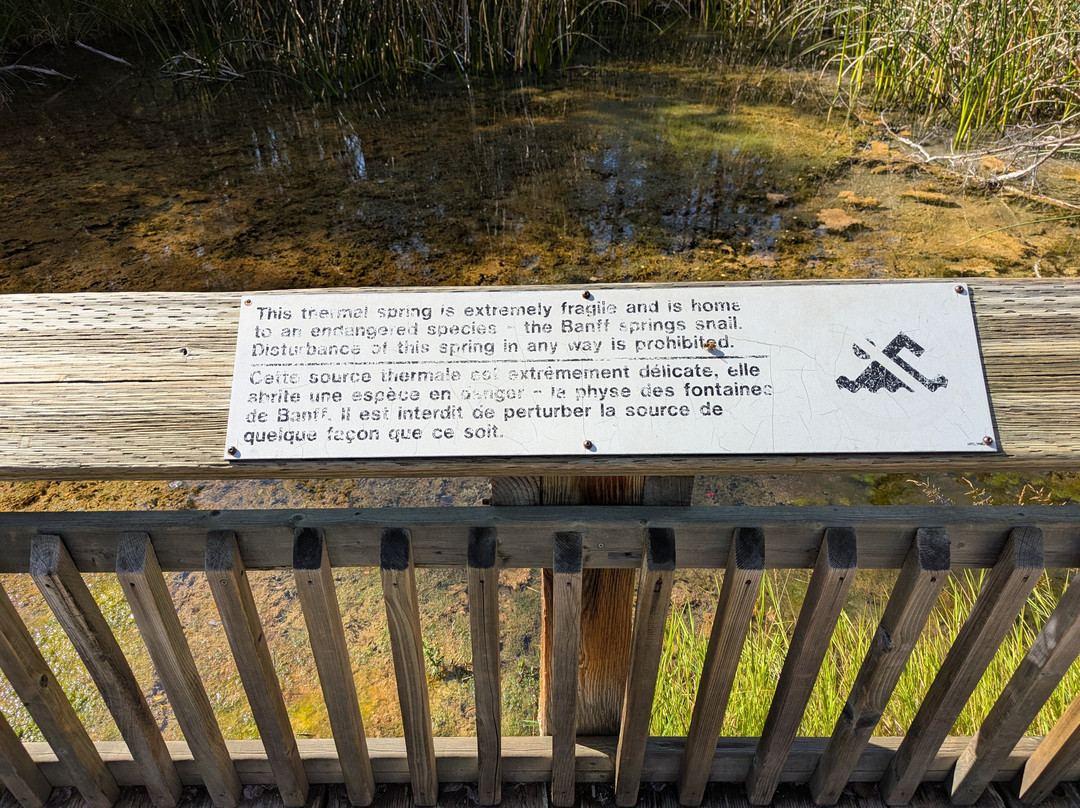 This thermal spring is extremely fragile and is home
to an endangered species - the Banff springs snail.
Disturbance of this spring in any way is prohibited.
Cette source thermale est extrêmement délicate, elle
abrite une espèce en danger - la physe des fontaines
de Banff. Il est interdit de perturber la source de
quelque façon que ce soit.